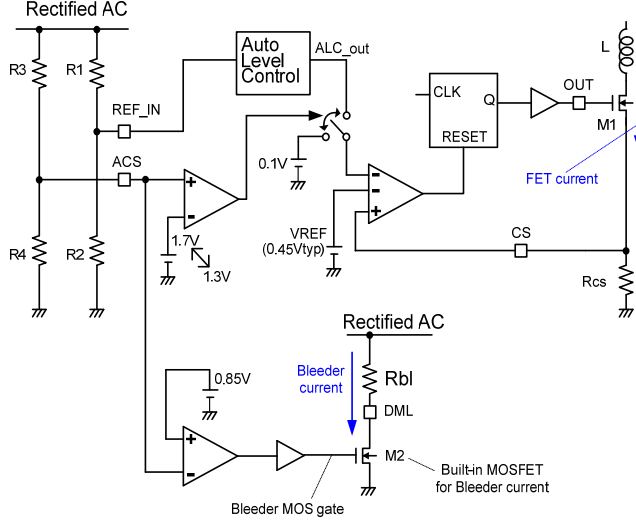 Rectified AC
R3
R1
REF_IN
Auto
Level
Control
ALC_out
L
OUT
CLK
Q
RESET
M1
FET current
ACS
+
-
0.1V
-
-
+
VREF
(0.45Vtyp)
CS
R4
R2
1.7V
1.3V
Rcs
Rectified AC
Bleeder
current
Rbl
DML
0.85V
+
-
M2
Built-in MOSFET
for Bleeder current
Bleeder MOS gate